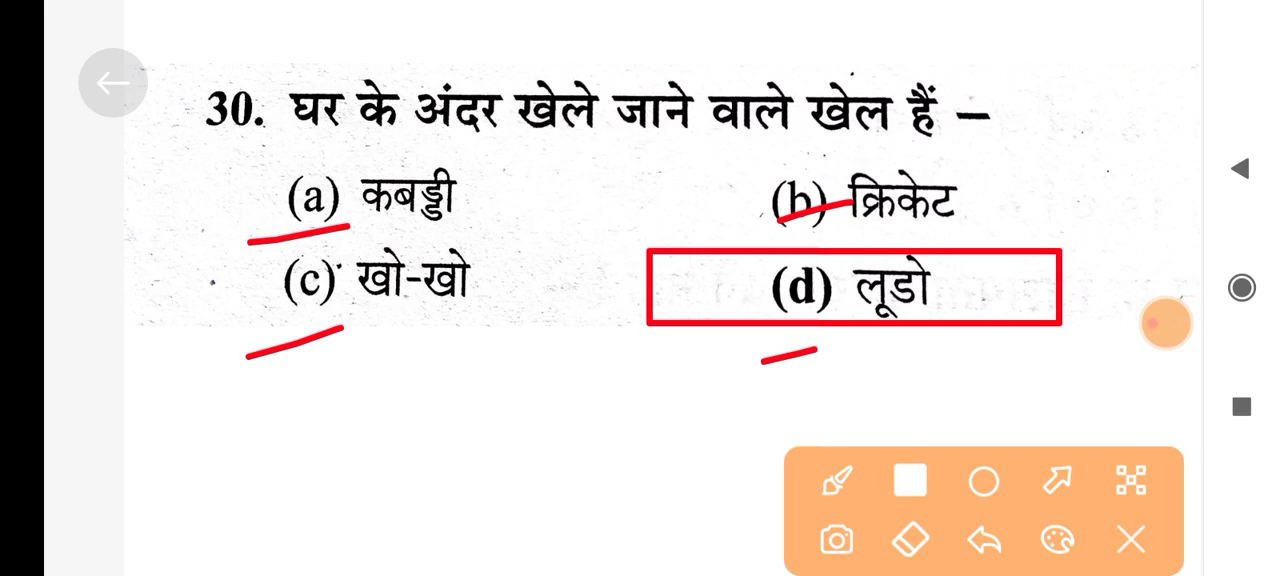 30. घर के अंदर खेले जाने वाले खेल हैं –
(a) कबड्डी (b) क्रिकेट
(c) खो-खो (d) लूडो